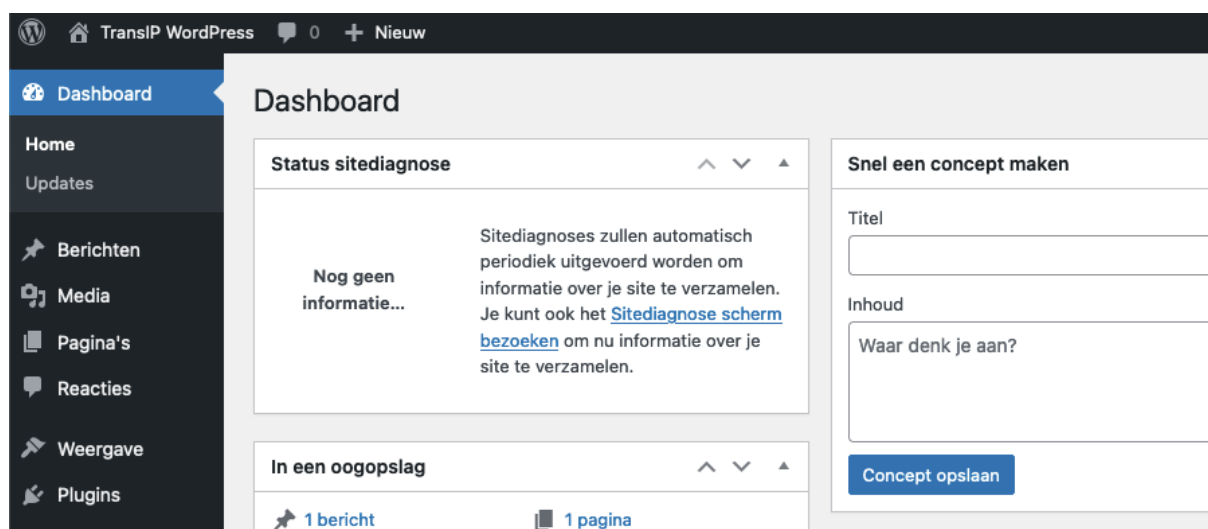 TransIP WordPress 0 Nieuw
Dashboard
Home
Updates
Berichten
Media
Pagina's
Reacties
Weergave
Plugins
Dashboard
Status sitediagnose
Nog geen
informatie...
Sitediagnoses zullen automatisch
periodiek uitgevoerd worden om
informatie over je site te verzamelen.
Je kunt ook het Sitediagnose scherm
bezoeken om nu informatie over je
site te verzamelen.
In een oogopslag
1 bericht
1 pagina
Snel een concept maken
Titel
Inhoud
Waar denk je aan?
Concept opslaan